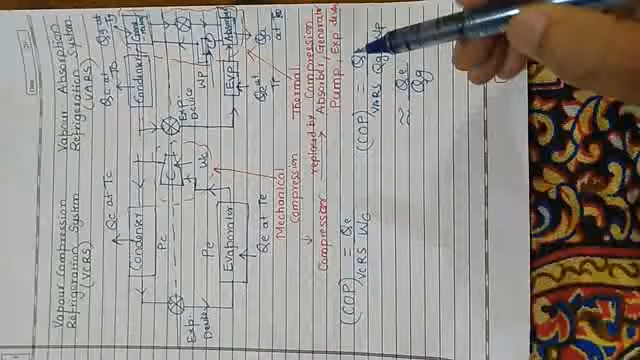 Vapour compression
Refrigeration System
(VCRS)
Qc at Tc
Condenser
Pc
Exp.
Device
C
Wc
Pe
Evaporator
Qe at Te
Mechanical
Compression
Vapour Absorption
Refrigeration System
(VARS)
Qc at Tc
Condenser
Qg at
Exp.
Device
WP
EVP
Qe at
Te
Qa
at To
Thermal
Compression
Compressor → replaced by Absorber, Generator
Pump, Exp. device
(COP)VCRS = Qe
Wc
(COP)VARS = Qe
Qg + Wp
≈ Qe
Qg